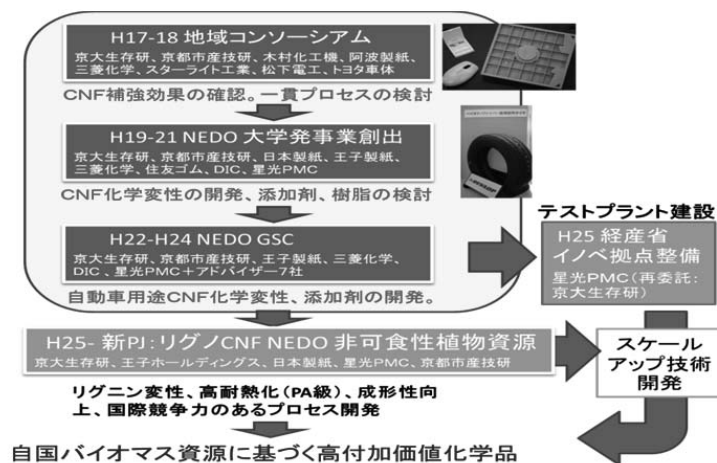 H17-18 地域コンソーシアム
京大生存研、京都市産技研、木村化工機、阿波製紙、
三菱化学、スターライト工業、松下電工、トヨタ車体
CNF補強効果の確認。一貫プロセスの検討
H19-21 NEDO 大学発事業創出
京大生存研、京都市産技研、日本製紙、王子製紙、
三菱化学、住友ゴム、DIC、星光PMC
CNF化学変性の開発、添加剤、樹脂の検討
H22-H24 NEDO GSC
京大生存研、京都市産技研、王子製紙、三菱化学、
DIC、星光PMC+アドバイザー7社
自動車用途CNF化学変性、添加剤の開発。
テストプラント建設
H25 経産省
イノベ拠点整備
星光PMC(再委託:
京大生存研)
H25- 新PJ:リグノCNF NEDO 非可食性植物資源
京大生存研、王子ホールディングス、日本製紙、星光PMC、京都市産技研
スケール
アップ技術
開発
リグニン変性、高耐熱化(PA級)、成形性向
上、国際競争力のあるプロセス開発
自国バイオマス資源に基づく高付加価値化学品